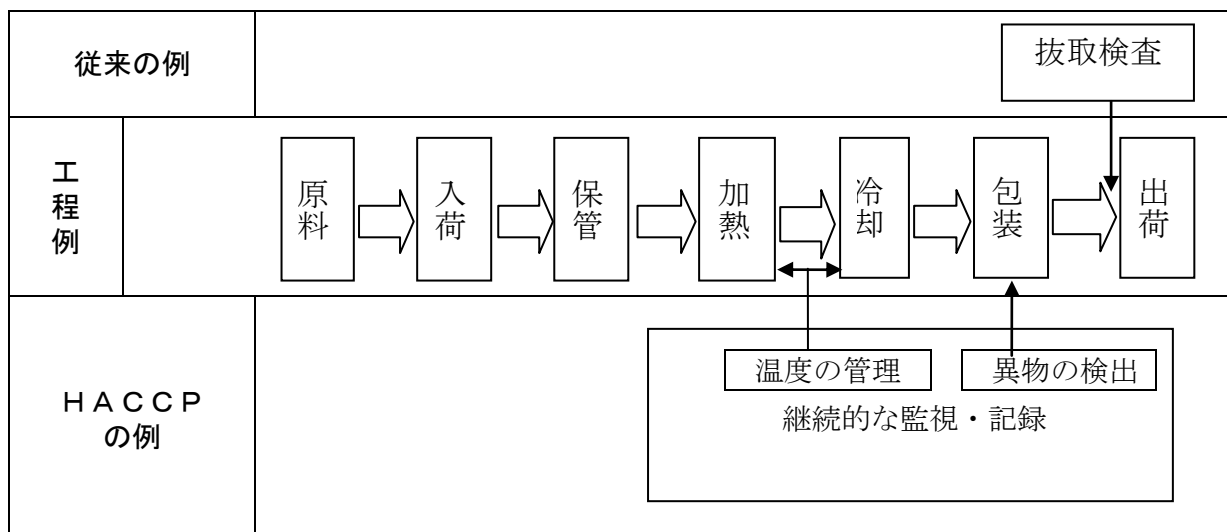 従来の例
抜取検査
工程例
原料
入荷
保管
加熱
冷却
包装
出荷
ＨＡＣＣＰ
の例
温度の管理
異物の検出
継続的な監視・記録